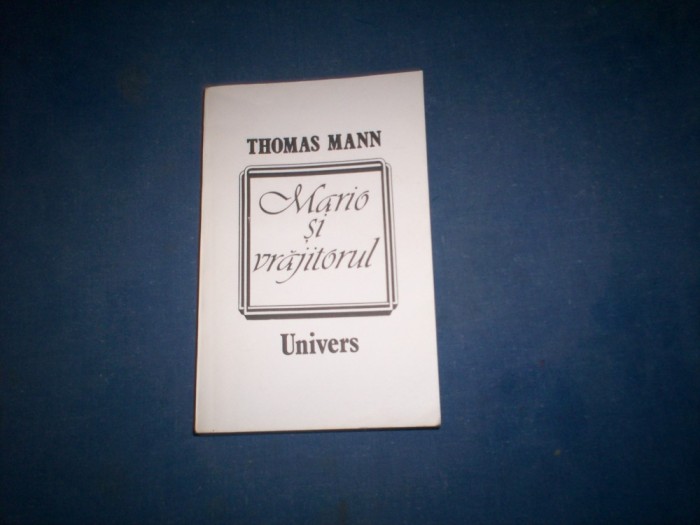 THOMAS MANN
Mario
și
vrăjitorul
Univers